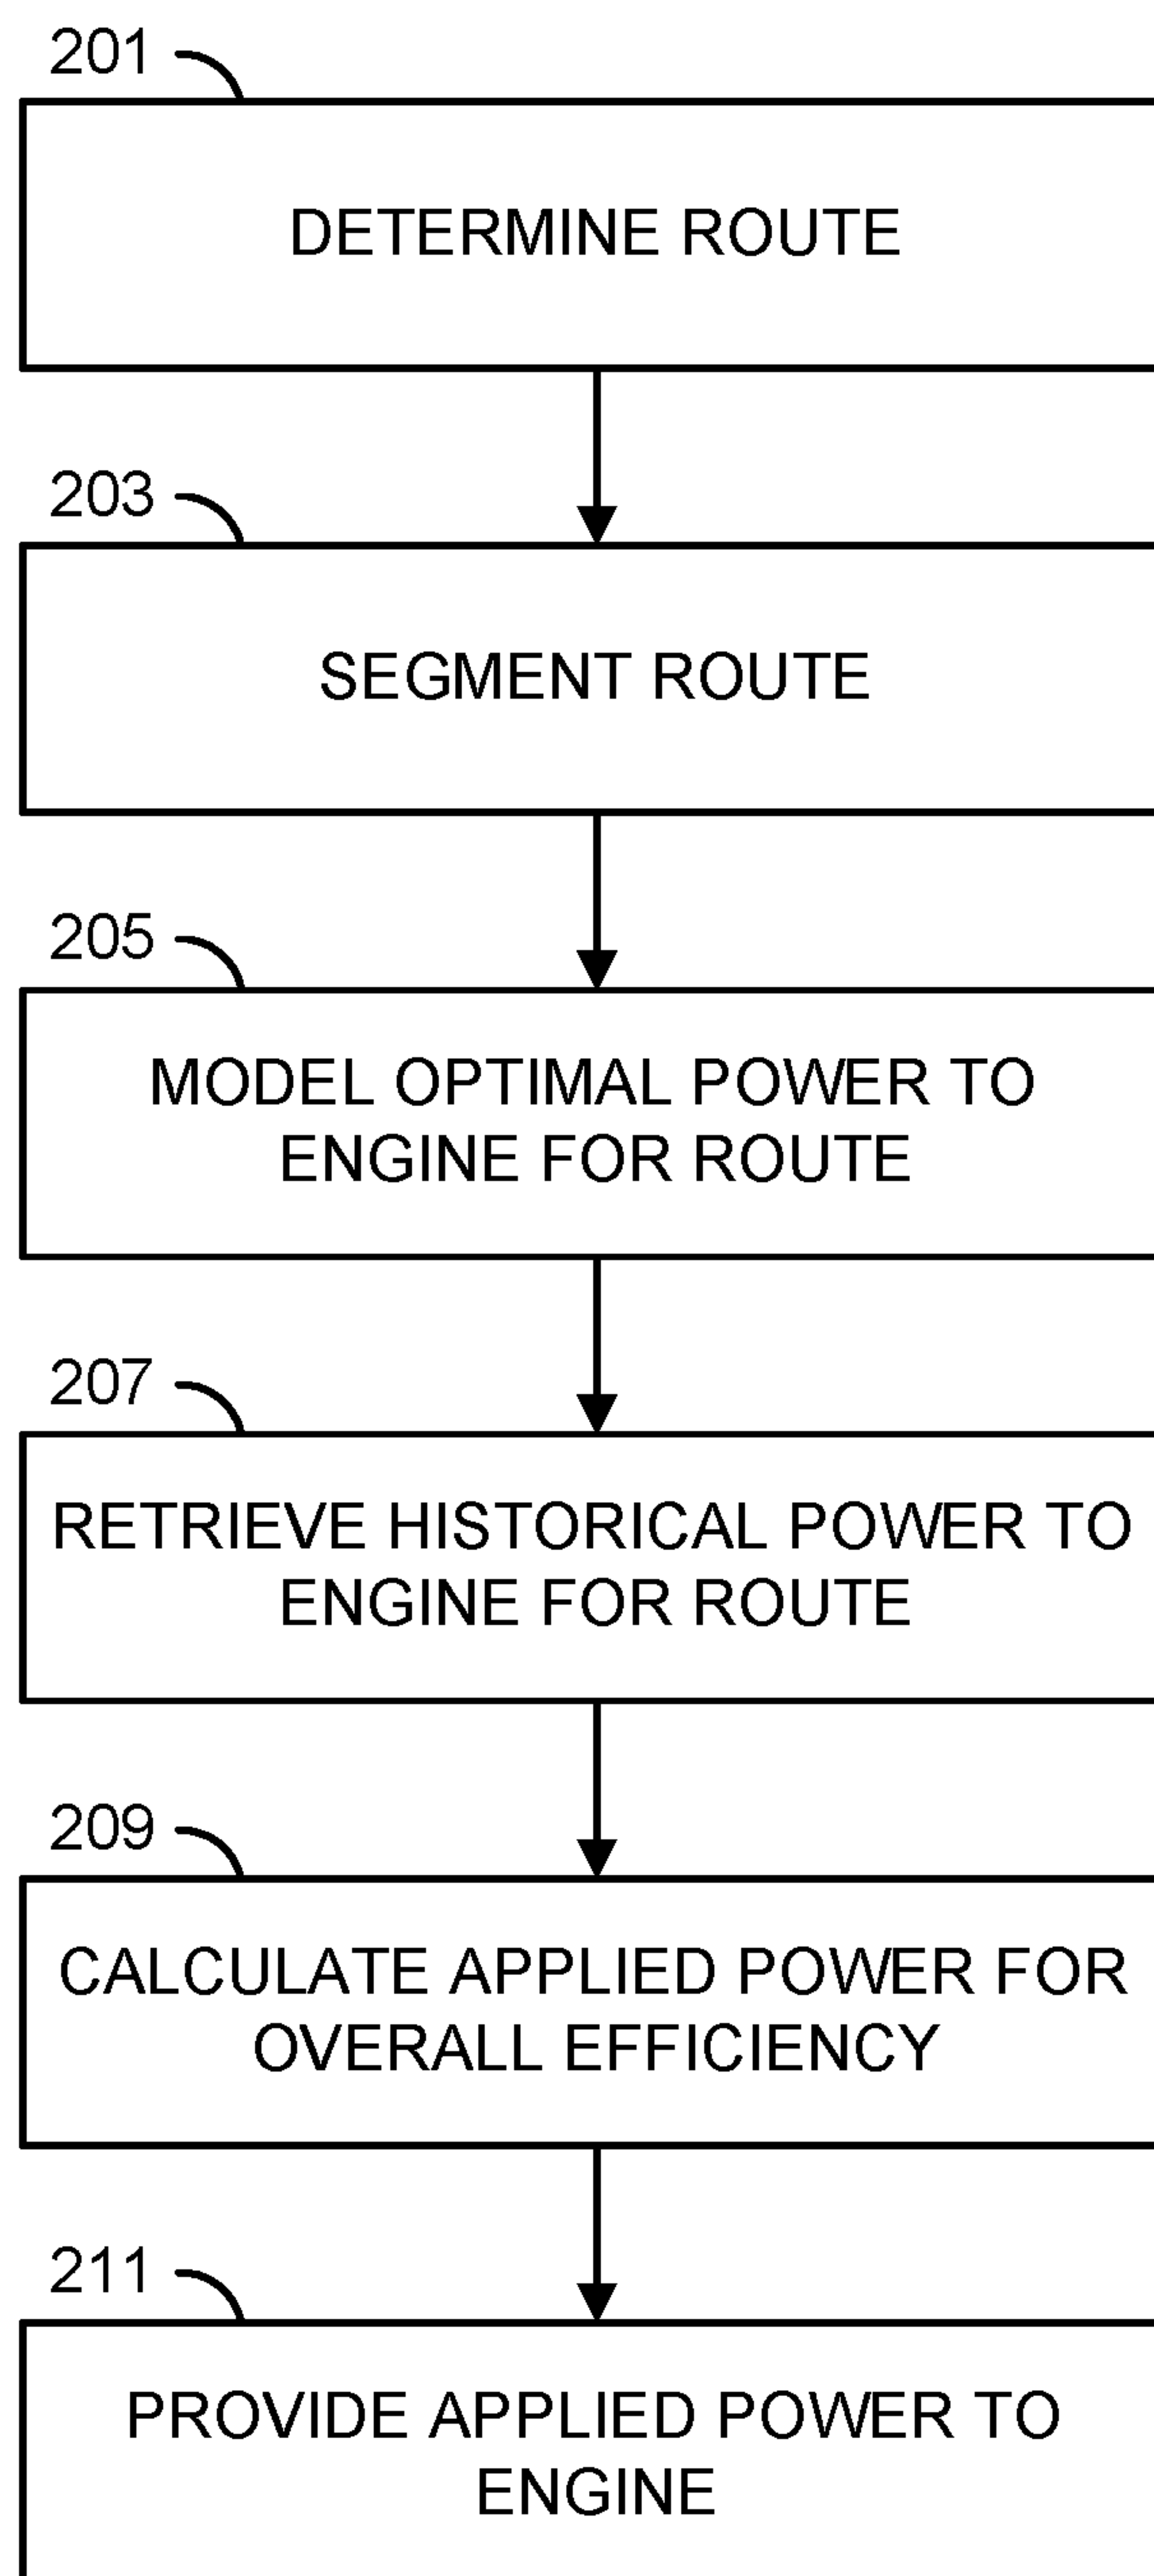 201
DETERMINE ROUTE
203
SEGMENT ROUTE
205
MODEL OPTIMAL POWER TO
ENGINE FOR ROUTE
207
RETRIEVE HISTORICAL POWER TO
ENGINE FOR ROUTE
209
CALCULATE APPLIED POWER FOR
OVERALL EFFICIENCY
211
PROVIDE APPLIED POWER TO
ENGINE